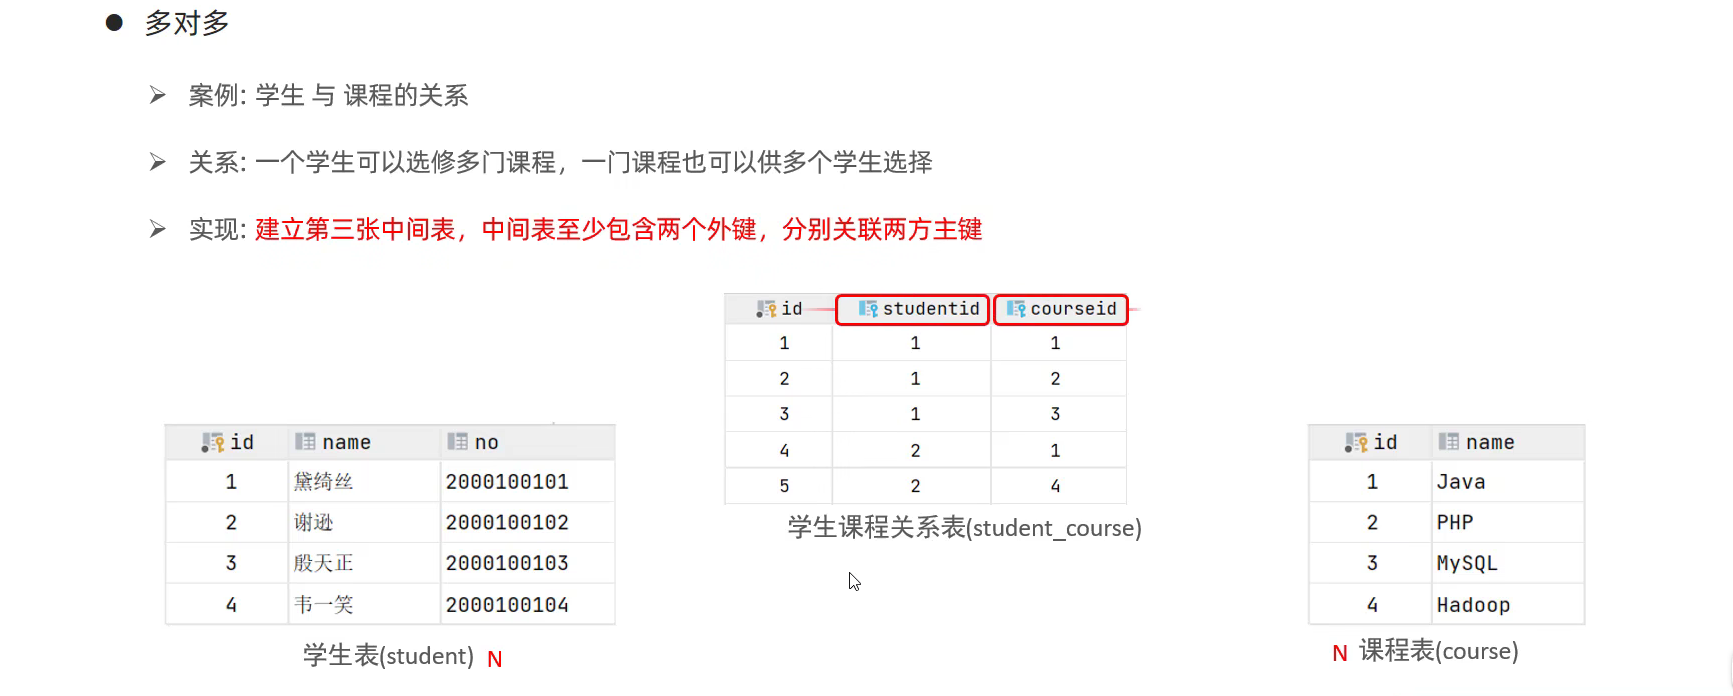 ● 多对多
➢ 案例: 学生 与 课程的关系
➢ 关系: 一个学生可以选修多门课程，一门课程也可以供多个学生选择
➢ 实现: 建立第三张中间表，中间表至少包含两个外键，分别关联两方主键
id studentid courseid
1 1 1
2 1 2
3 1 3
4 2 1
5 2 4
学生课程关系表(student_course)
id name no
1 黛绮丝 2000100101
2 谢逊 2000100102
3 殷天正 2000100103
4 韦一笑 2000100104
学生表(student) N
id name
1 Java
2 PHP
3 MySQL
4 Hadoop
N 课程表(course)